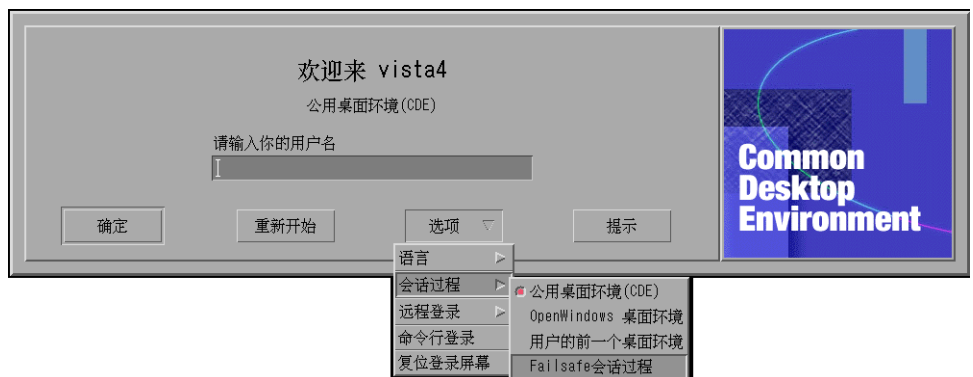 欢迎来 vista4
公用桌面环境(CDE)
请输入你的用户名
确定
重新开始
选项
提示
Common
Desktop
Environment
语言
会话过程
远程登录
命令行登录
复位登录屏幕
公用桌面环境(CDE)
OpenWindows 桌面环境
用户的前一个桌面环境
Failsafe会话过程